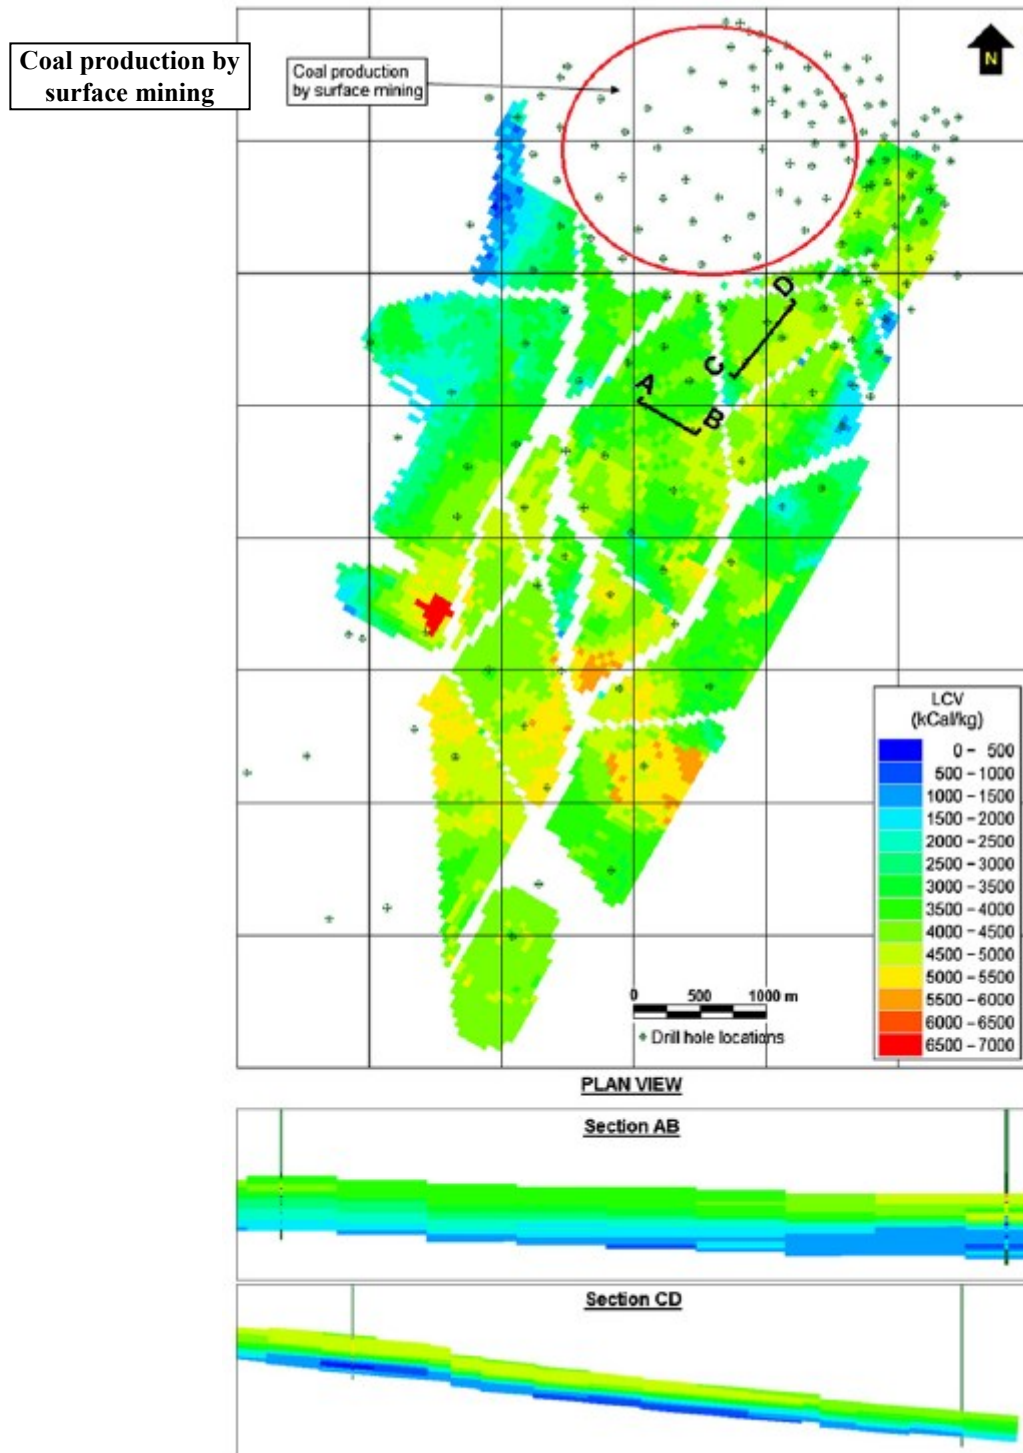 Coal production by
surface mining
Coal production
by surface mining
N
D
C
A
B
LCV
(kCal/kg)
0 - 500
500 - 1000
1000 - 1500
1500 - 2000
2000 - 2500
2500 - 3000
3000 - 3500
3500 - 4000
4000 - 4500
4500 - 5000
5000 - 5500
5500 - 6000
6000 - 6500
6500 - 7000
0 500 1000 m
Drill hole locations
PLAN VIEW
Section AB
Section CD